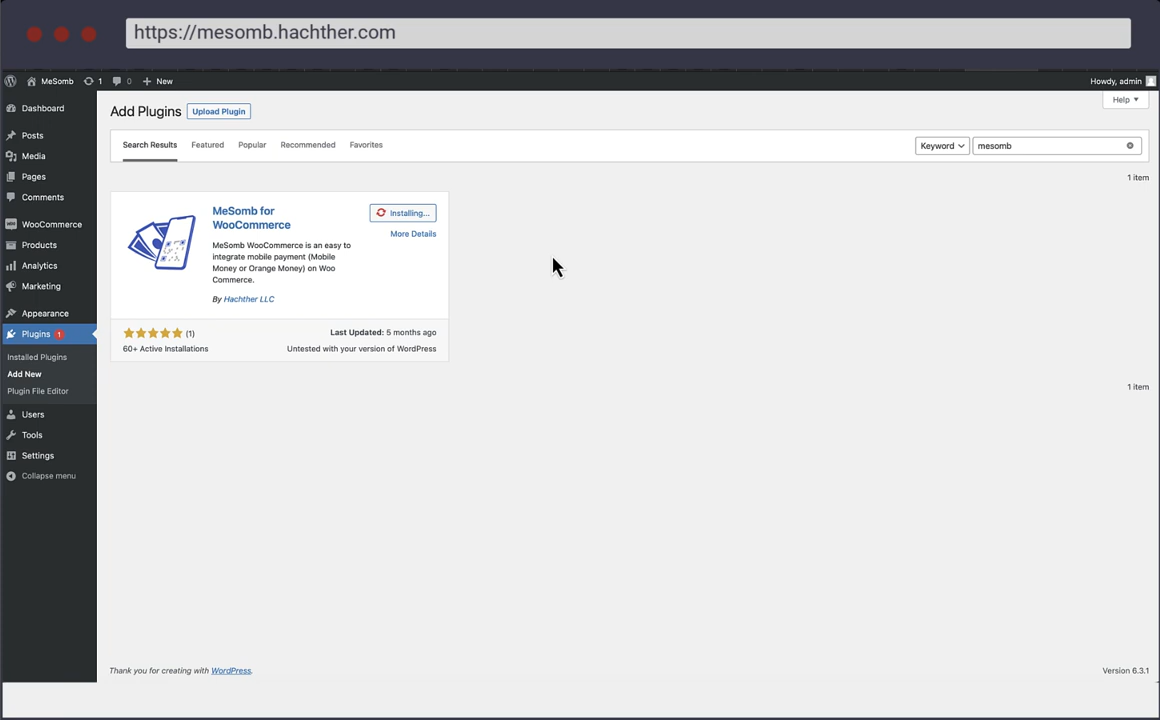 https://mesomb.hachther.com
MeSomb 1 0 New Howdy, admin
Dashboard
Posts
Media
Pages
Comments
WooCommerce
Products
Analytics
Marketing
Appearance
Plugins 1
Installed Plugins
Add New
Plugin File Editor
Users
Tools
Settings
Collapse menu
Help
Add Plugins Upload Plugin
Search Results Featured Popular Recommended Favorites Keyword mesomb
1 item
MeSomb for
WooCommerce
Installing...
More Details
MeSomb WooCommerce is an easy to
integrate mobile payment (Mobile
Money or Orange Money) on Woo
Commerce.
By Hachther LLC
(1) Last Updated: 5 months ago
60+ Active Installations Untested with your version of WordPress
1 item
Thank you for creating with WordPress. Version 6.3.1